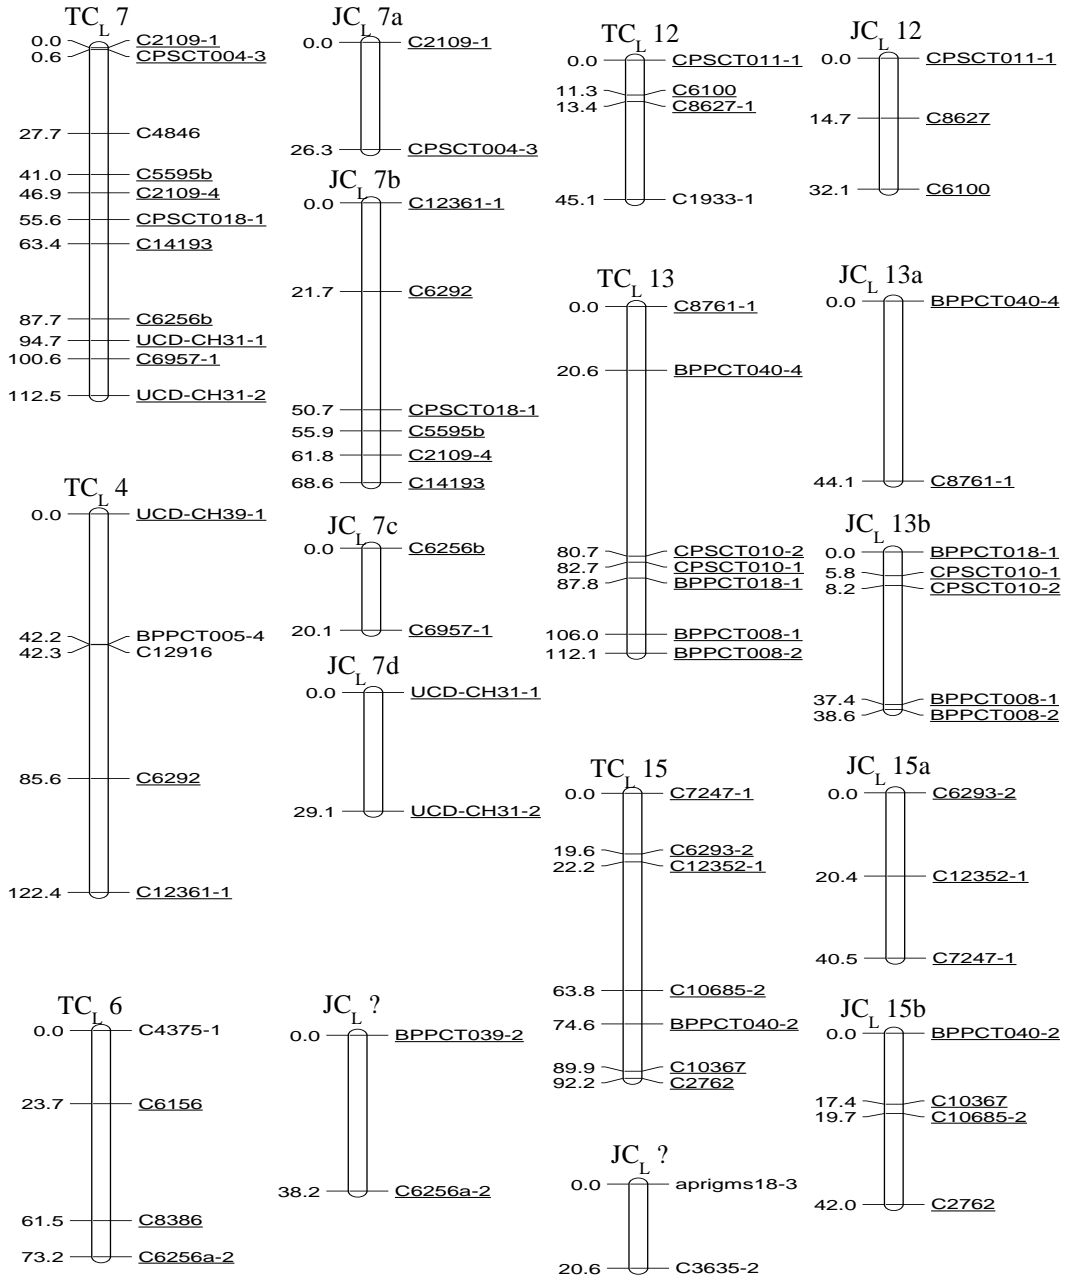 TCL 7
0.0 C2109-1
0.6 CPSCT004-3
27.7 C4846
41.0 C5595b
46.9 C2109-4
55.6 CPSCT018-1
63.4 C14193
87.7 C6256b
94.7 UCD-CH31-1
100.6 C6957-1
112.5 UCD-CH31-2
TCL 4
0.0 UCD-CH39-1
42.2 BPPCT005-4
42.3 C12916
85.6 C6292
122.4 C12361-1
TCL 6
0.0 C4375-1
23.7 C6156
61.5 C8386
73.2 C6256a-2
JCL 7a
0.0 C2109-1
26.3 CPSCT004-3
JCL 7b
0.0 C12361-1
21.7 C6292
50.7 CPSCT018-1
55.9 C5595b
61.8 C2109-4
68.6 C14193
JCL 7c
0.0 C6256b
20.1 C6957-1
JCL 7d
0.0 UCD-CH31-1
29.1 UCD-CH31-2
JCL ?
0.0 BPPCT039-2
38.2 C6256a-2
TCL 12
0.0 CPSCT011-1
11.3 C6100
13.4 C8627-1
45.1 C1933-1
TCL 13
0.0 C8761-1
20.6 BPPCT040-4
80.7 CPSCT010-2
82.7 CPSCT010-1
87.8 BPPCT018-1
106.0 BPPCT008-1
112.1 BPPCT008-2
TCL 15
0.0 C7247-1
19.6 C6293-2
22.2 C12352-1
63.8 C10685-2
74.6 BPPCT040-2
89.9 C10367
92.2 C2762
JCL ?
0.0 aprigms18-3
20.6 C3635-2
JCL 12
0.0 CPSCT011-1
14.7 C8627
32.1 C6100
JCL 13a
0.0 BPPCT040-4
44.1 C8761-1
JCL 13b
0.0 BPPCT018-1
5.8 CPSCT010-1
8.2 CPSCT010-2
37.4 BPPCT008-1
38.6 BPPCT008-2
JCL 15a
0.0 C6293-2
20.4 C12352-1
40.5 C7247-1
JCL 15b
0.0 BPPCT040-2
17.4 C10367
19.7 C10685-2
42.0 C2762